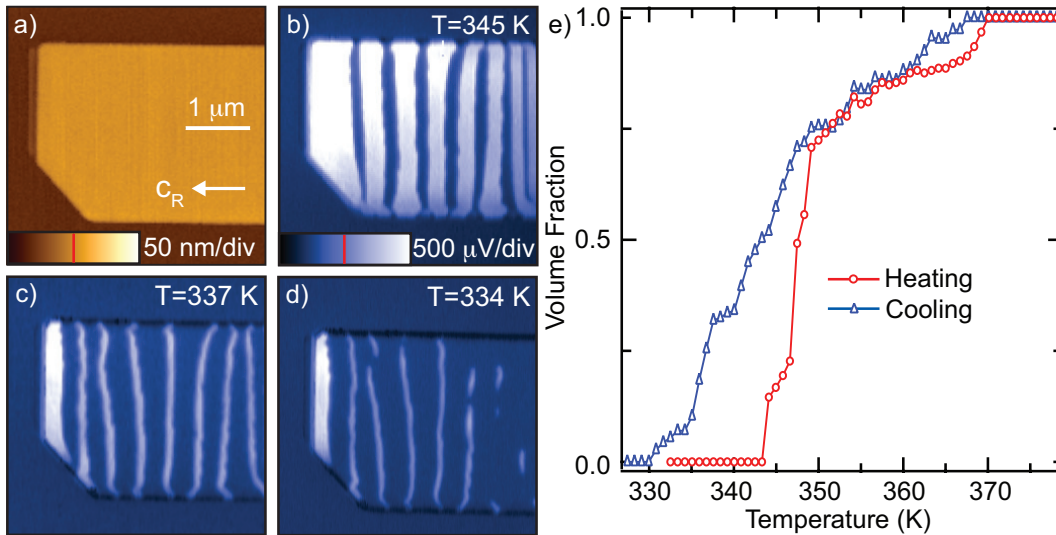 a)
1 μm
c_R
50 nm/div
b)
T=345 K
500 μV/div
c)
T=337 K
d)
T=334 K
e)
1.0
0.5
0.0
Volume Fraction
Heating
Cooling
330 340 350 360 370
Temperature (K)